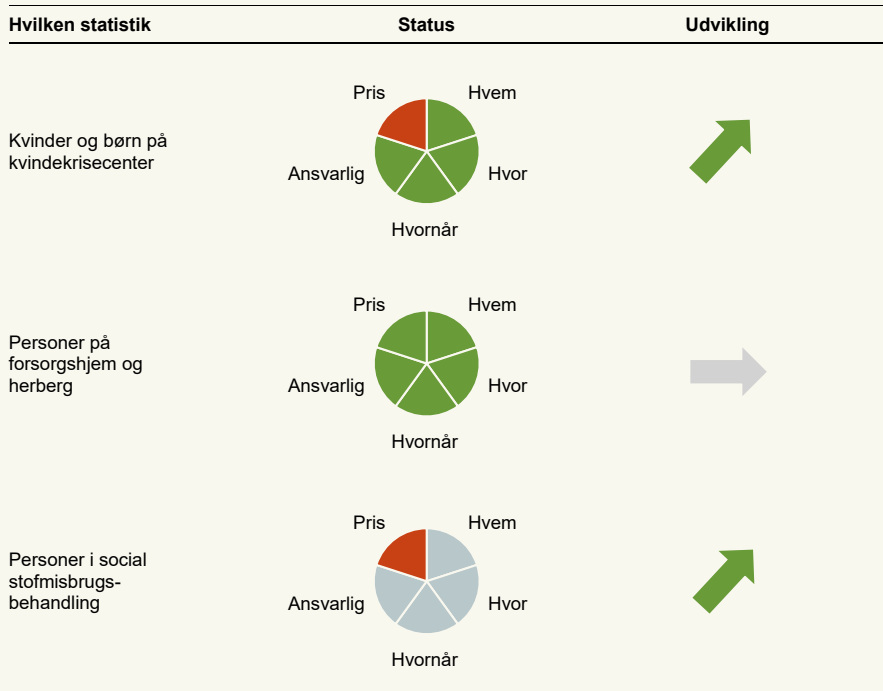 Hvilken statistik
Status
Udvikling
Kvinder og børn på
kvindekrisecenter
Pris
Hvem
Ansvarlig
Hvor
Hvornår
Personer på
forsorgshjem og
herberg
Pris
Hvem
Ansvarlig
Hvor
Hvornår
Personer i social
stofmisbrugs-
behandling
Pris
Hvem
Ansvarlig
Hvor
Hvornår